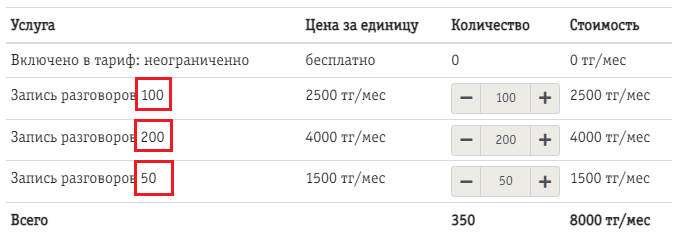 Услуга Цена за единицу Количество Стоимость
Включено в тариф: неограниченно бесплатно 0 0 тг/мес
Запись разговоров 100 2500 тг/мес − 100 + 2500 тг/мес
Запись разговоров 200 4000 тг/мес − 200 + 4000 тг/мес
Запись разговоров 50 1500 тг/мес − 50 + 1500 тг/мес
Всего 350 8000 тг/мес